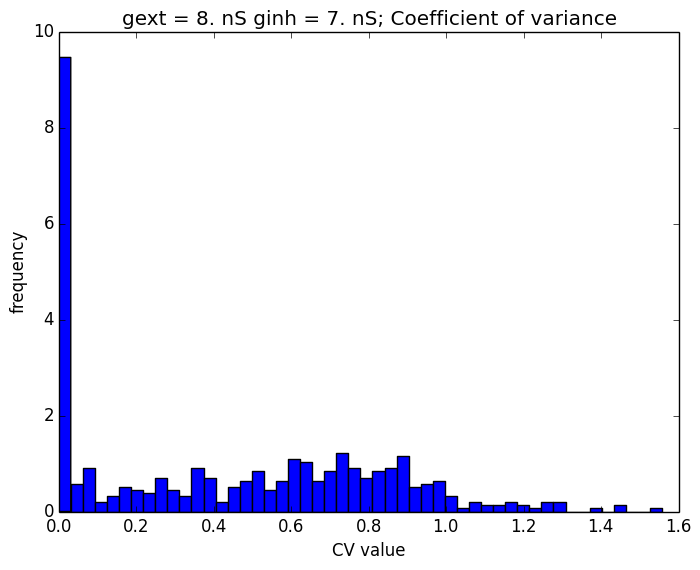 gext = 8. nS ginh = 7. nS; Coefficient of variance
10
8
6
4
2
0
frequency
0.0 0.2 0.4 0.6 0.8 1.0 1.2 1.4 1.6
CV value